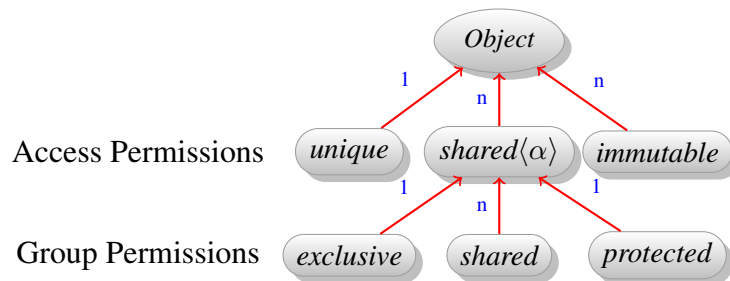 Object
1 n n
Access Permissions unique shared⟨α⟩ immutable
1 n 1
Group Permissions exclusive shared protected